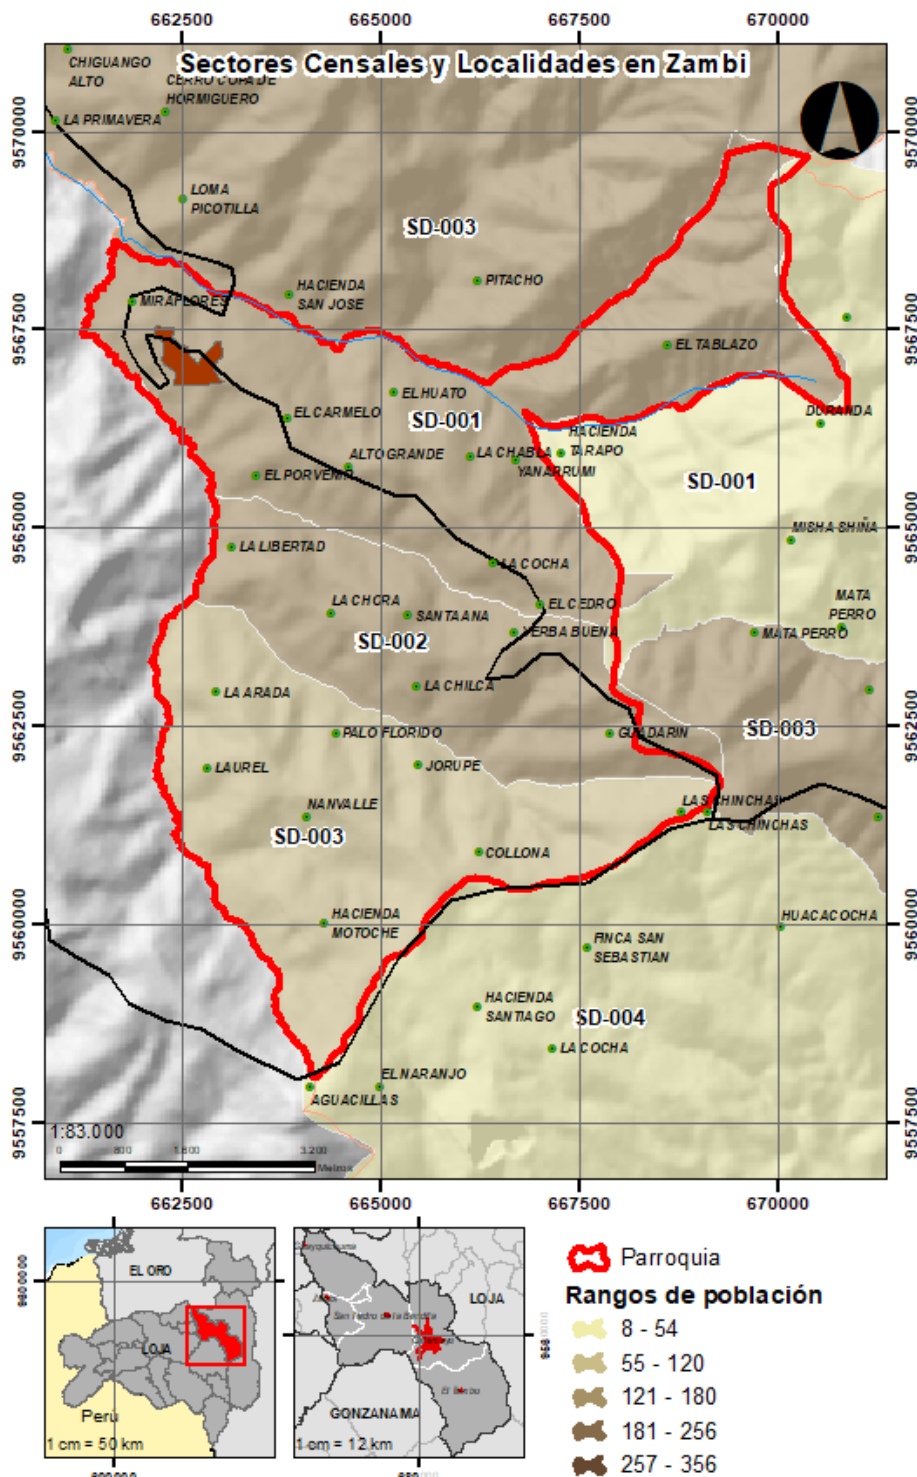 662500 665000 667500 670000
Sectores Censales y Localidades en Zambi
CHIGUANGO
ALTO
CERRO COPA DE
HORMIGUERO
LA PRIMAVERA
9570000
9570000
LOMA
PICOTILLA
SD-003
PITACHO
HACIENDA
SAN JOSE
MIRAFLORES
9567500
9567500
EL TABLAZO
EL HUATO
EL CARMELO
SD-001
DURANDA
HACIENDA
TARAPO
ALTO GRANDE
LA CHABLA
YANARRUMI
EL PORVENIR
SD-001
9565000
9565000
MISHA SHIÑA
LA LIBERTAD
LA COCHA
LA CHORA
SANTA ANA
EL CEDRO
MATA
PERRO
YERBA BUENA
MATA PERRO
SD-002
LA ARADA
LA CHILCA
9562500
9562500
PALO FLORIDO
GUADARIN
SD-003
LAUREL
JORUPE
NANVALLE
LAS CHINCHAS
LAS CHINCHAS
SD-003
COLLONA
HACIENDA
MOTOCHE
HUACACOCHA
9560000
9560000
FINCA SAN
SEBASTIAN
HACIENDA
SANTIAGO
SD-004
LA COCHA
EL NARANJO
AGUACILLAS
9557500
9557500
1:83.000
0 800 1.600 3.200
Metros
662500 665000 667500 670000
EL ORO
LOJA
Perú
1 cm = 50 km
LOJA
San Pedro de la Bendita
GONZANAMA
1 cm = 12 km
Parroquia
Rangos de población
8 - 54
55 - 120
121 - 180
181 - 256
257 - 356